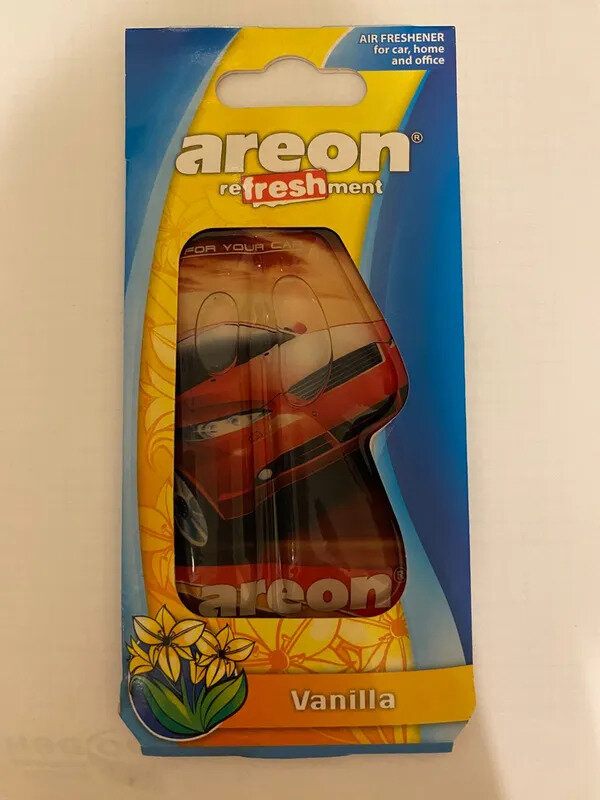 AIR FRESHENER
for car, home
and office
areon®
refreshment
FOR YOUR CAR
areon®
Vanilla